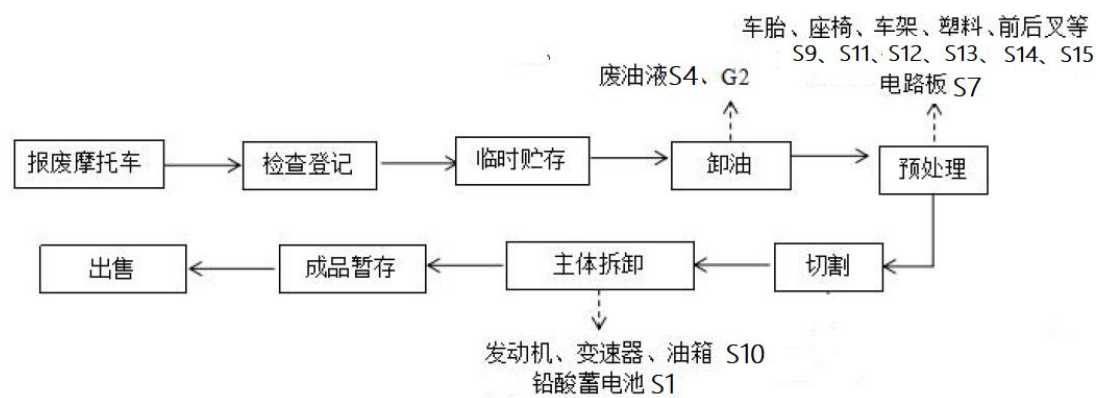 车胎、座椅、车架、塑料、前后叉等
S9、S11、S12、S13、S14、S15
废油液S4、G2
电路板 S7
报废摩托车
检查登记
临时贮存
卸油
预处理
出售
成品暂存
主体拆卸
切割
发动机、变速器、油箱 S10
铅酸蓄电池 S1